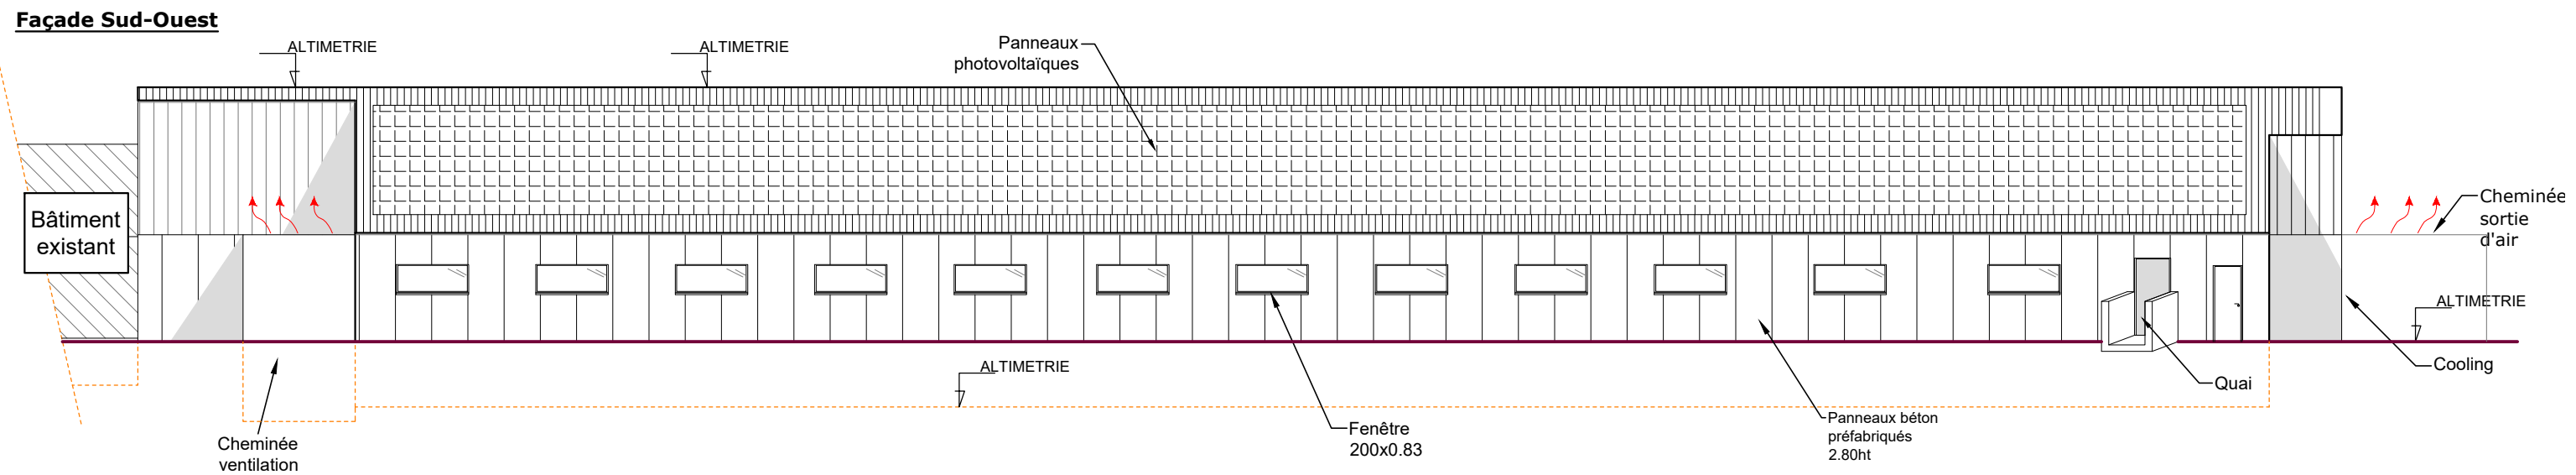 Façade Sud-Ouest
ALTIMETRIE
ALTIMETRIE
Panneaux
photovoltaïques
Bâtiment
existant
Cheminée
sortie
d'air
ALTIMETRIE
ALTIMETRIE
Cooling
Quai
Panneaux béton
préfabriqués
2.80ht
Fenêtre
200x0.83
Cheminée
ventilation